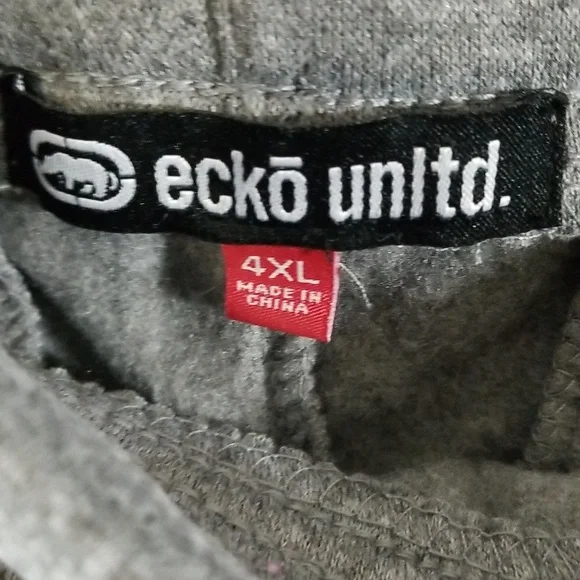 eckō unltd.
4XL
MADE IN
CHINA